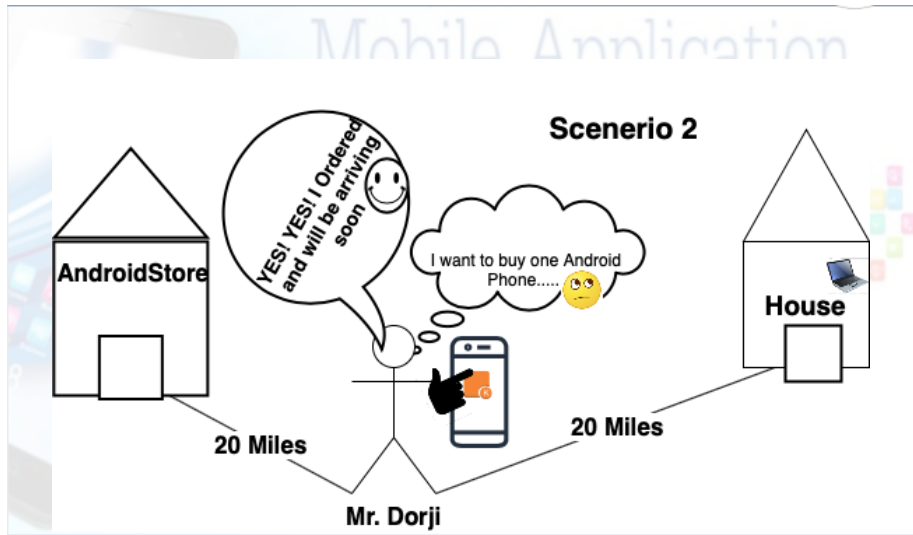 Mobile Application
Scenerio 2
YES! YES! I Ordered
and will be arriving
soon
I want to buy one Android
Phone.....
AndroidStore
House
20 Miles
20 Miles
Mr. Dorji